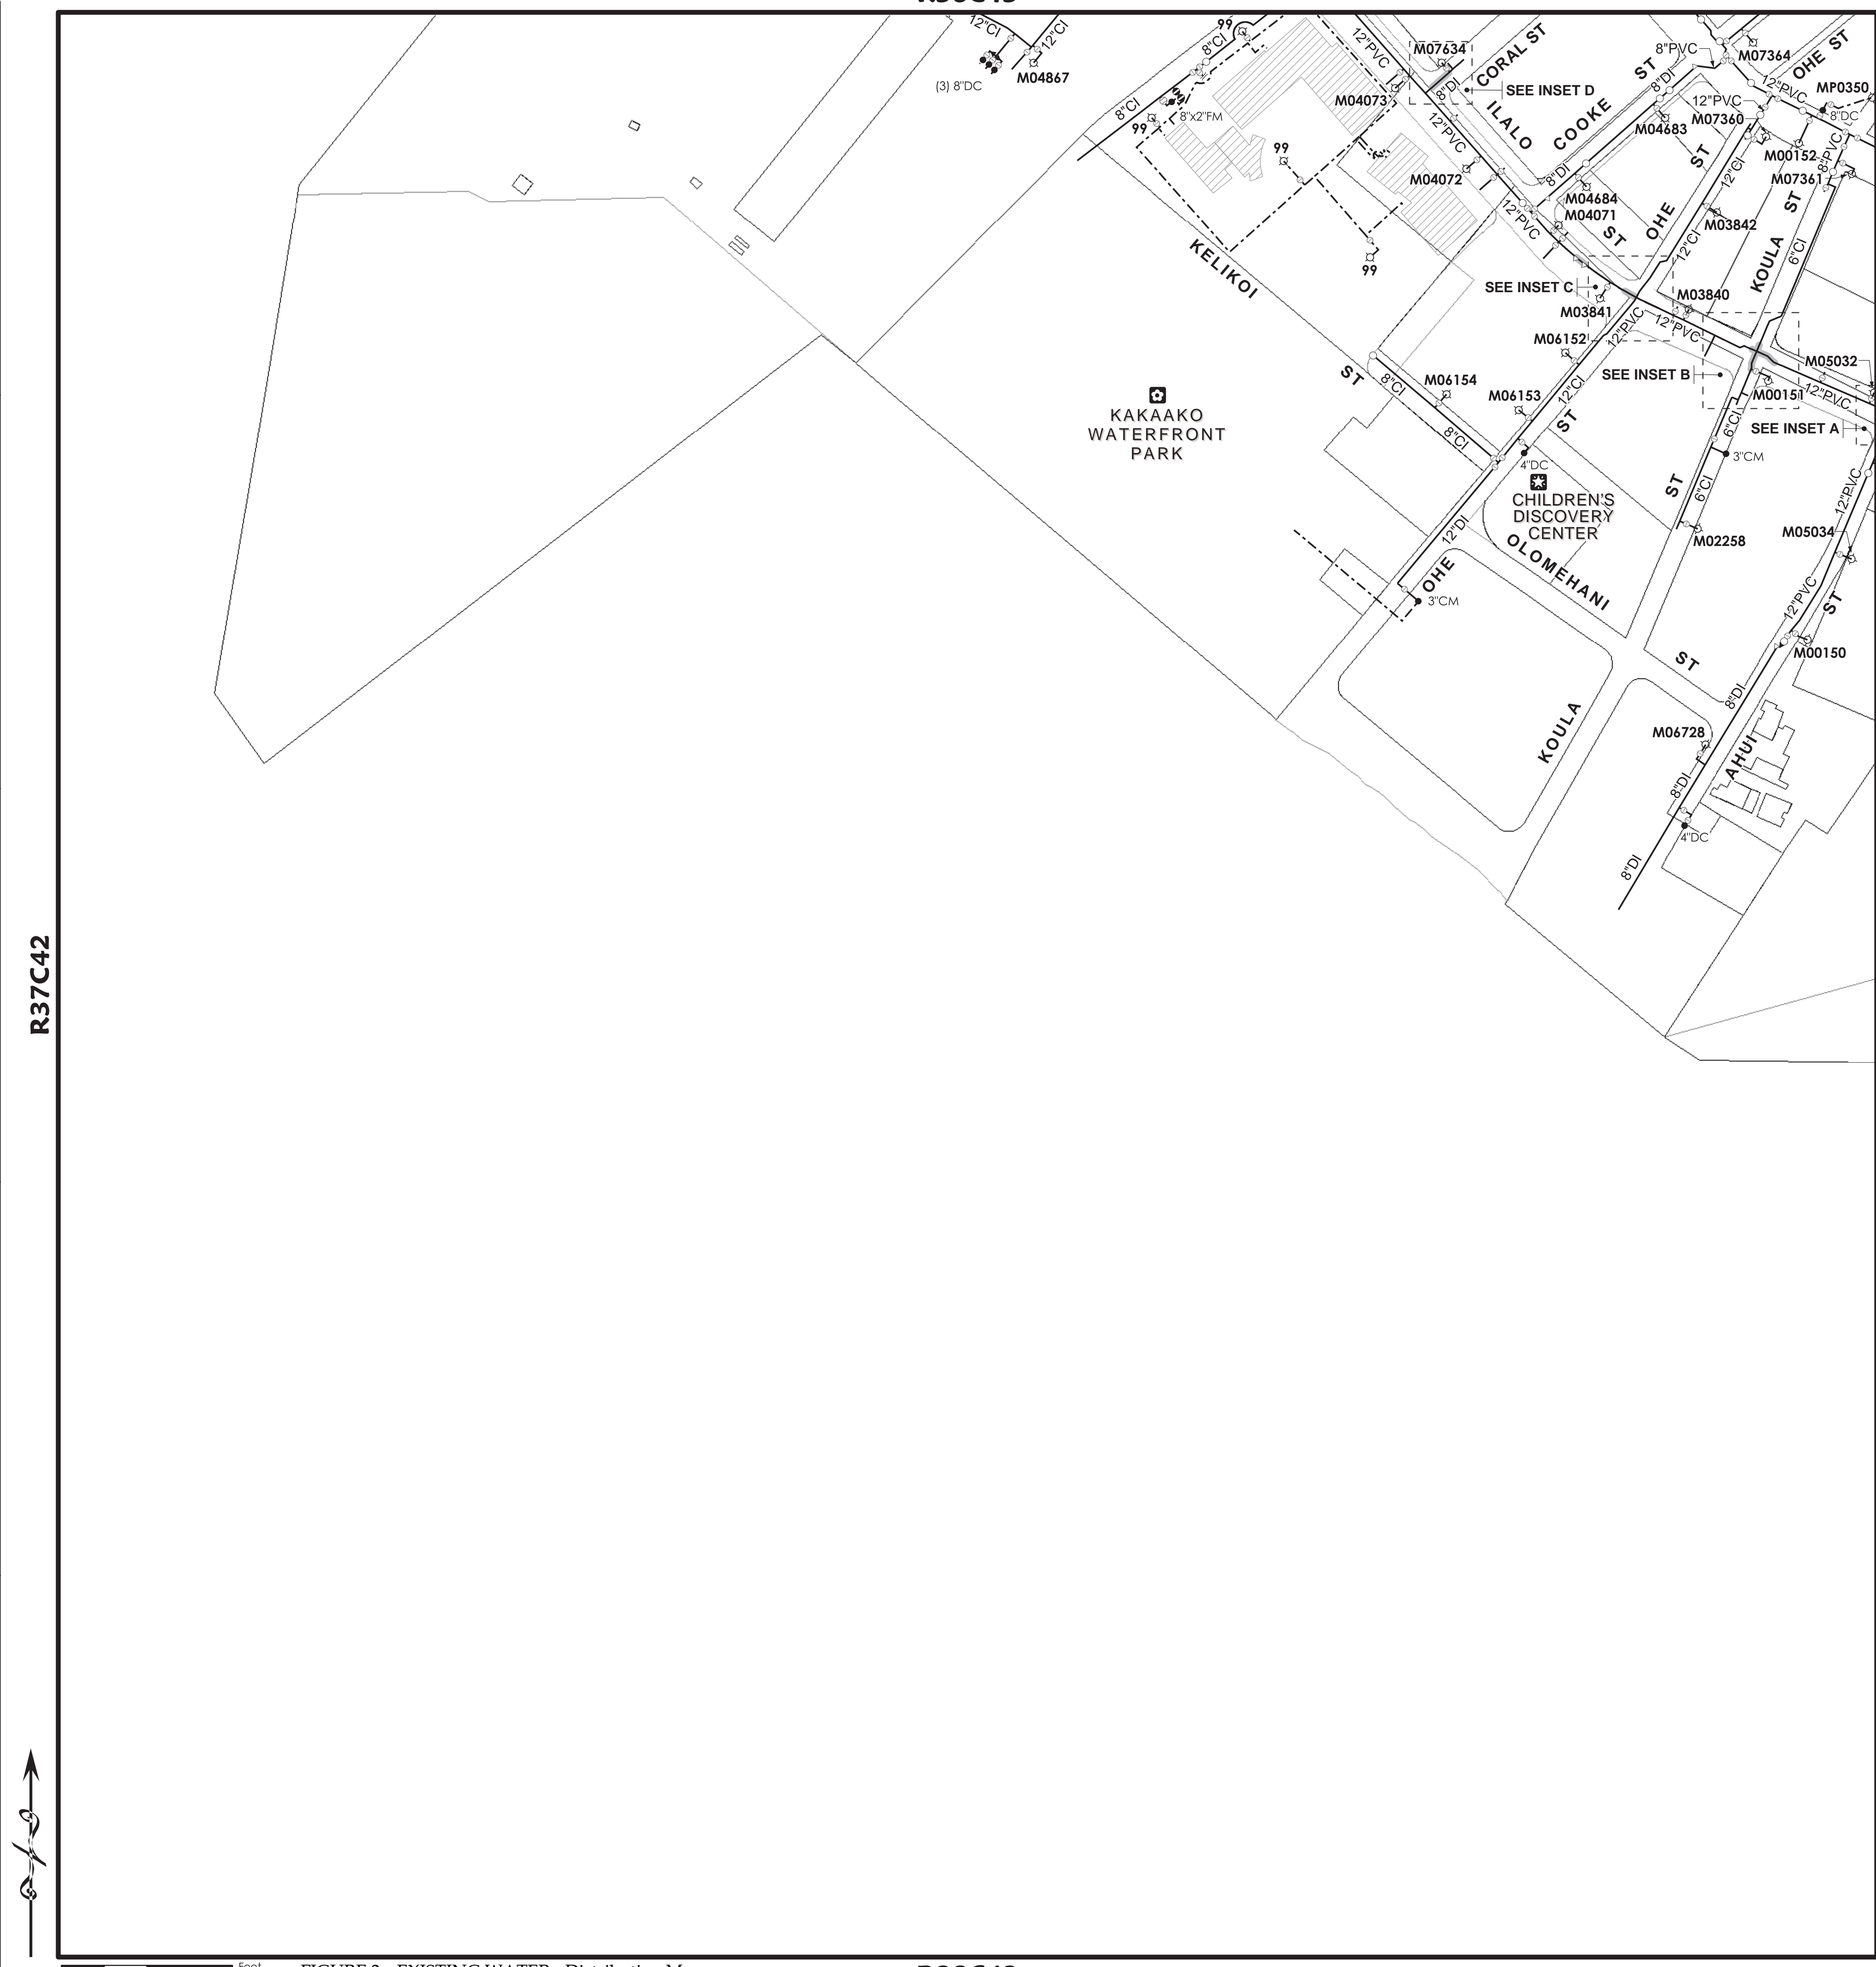 12"CI
12"CI
(3) 8"DC
M04867
99
8"CI
8"CI
99
8"x2"FM
99
99
12"PVC
M07634
8"DI
CORAL ST
SEE INSET D
M04073
12"PVC
ILALO
COOKE
ST
8"PVC
8"DI
M07364
OHE ST
12"PVC
MP0350
12"PVC
M07360
8"DC
M04683
ST
M00152
8"PVC
M07361
12"CI
M04072
8"DI
M04684
M04071
12"PVC
ST
OHE
M03842
12"CI
ST
KOULA
6"CI
KELIKOI
SEE INSET C
M03841
M03840
12"PVC
12"PVC
M06152
M05032
SEE INSET B
M00151
12"PVC
ST
8"CI
M06154
M06153
12"CI
ST
6"CI
SEE INSET A
3"CM
KAKAAKO
WATERFRONT
PARK
8"CI
4"DC
CHILDREN'S
DISCOVERY
CENTER
ST
6"CI
12"PVC
M05034
M02258
12"DI
OLOMEHANI
OHE
3"CM
12"PVC
ST
M00150
ST
8"DI
M06728
KOULA
AHUI
8"DI
4"DC
8"DI
R37C42